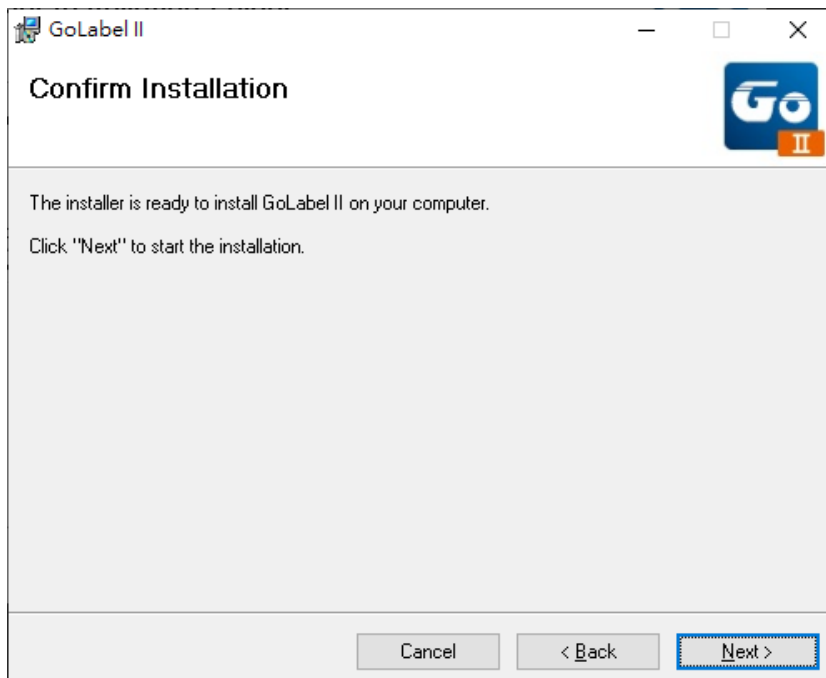 GoLabel II
Confirm Installation
Go
II
The installer is ready to install GoLabel II on your computer.
Click "Next" to start the installation.
Cancel
< Back
Next >